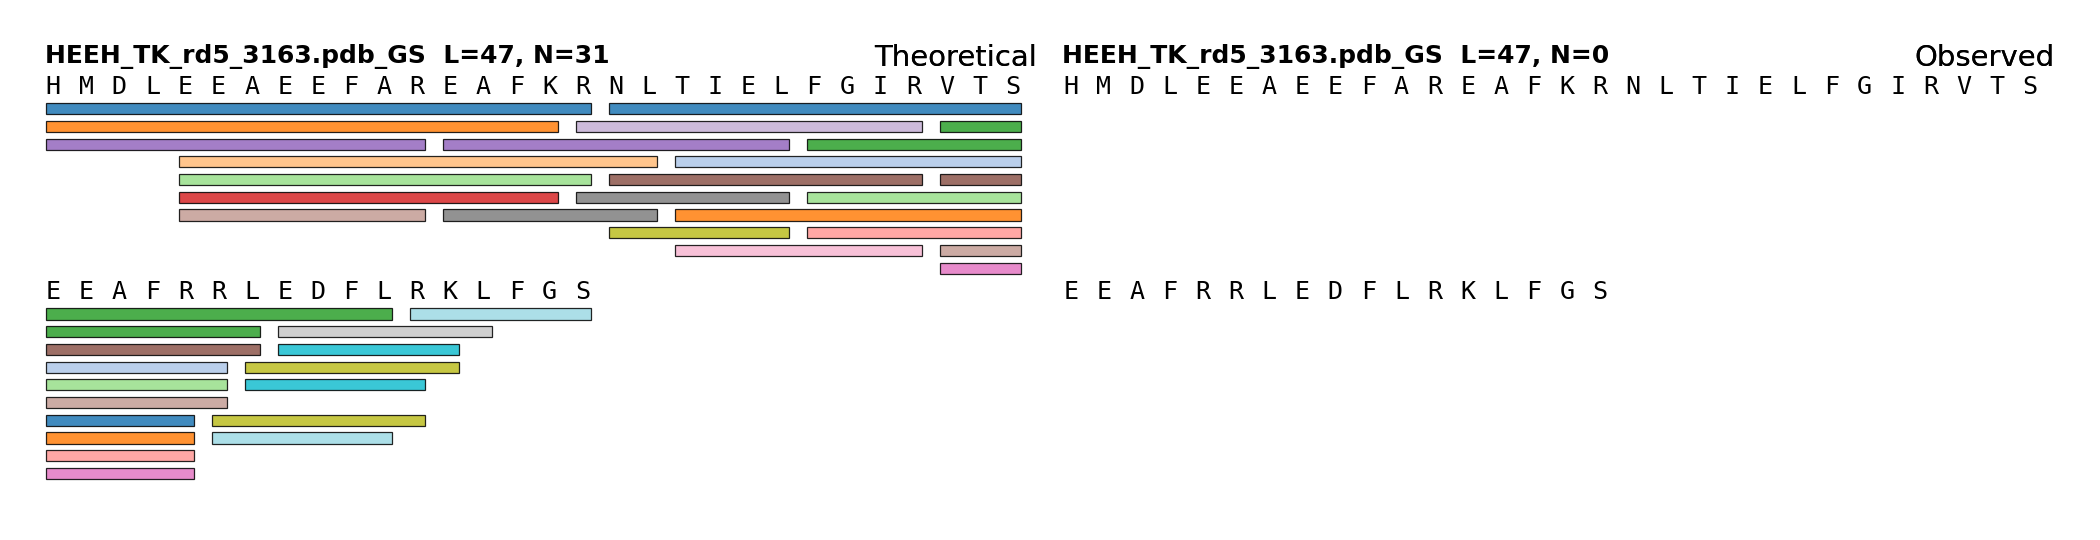 HEEH_TK_rd5_3163.pdb_GS L=47, N=31
Theoretical
H M D L E E A E E F A R E A F K R N L T I E L F G I R V T S
E E A F R R L E D F L R K L F G S
HEEH_TK_rd5_3163.pdb_GS L=47, N=0
Observed
H M D L E E A E E F A R E A F K R N L T I E L F G I R V T S
E E A F R R L E D F L R K L F G S